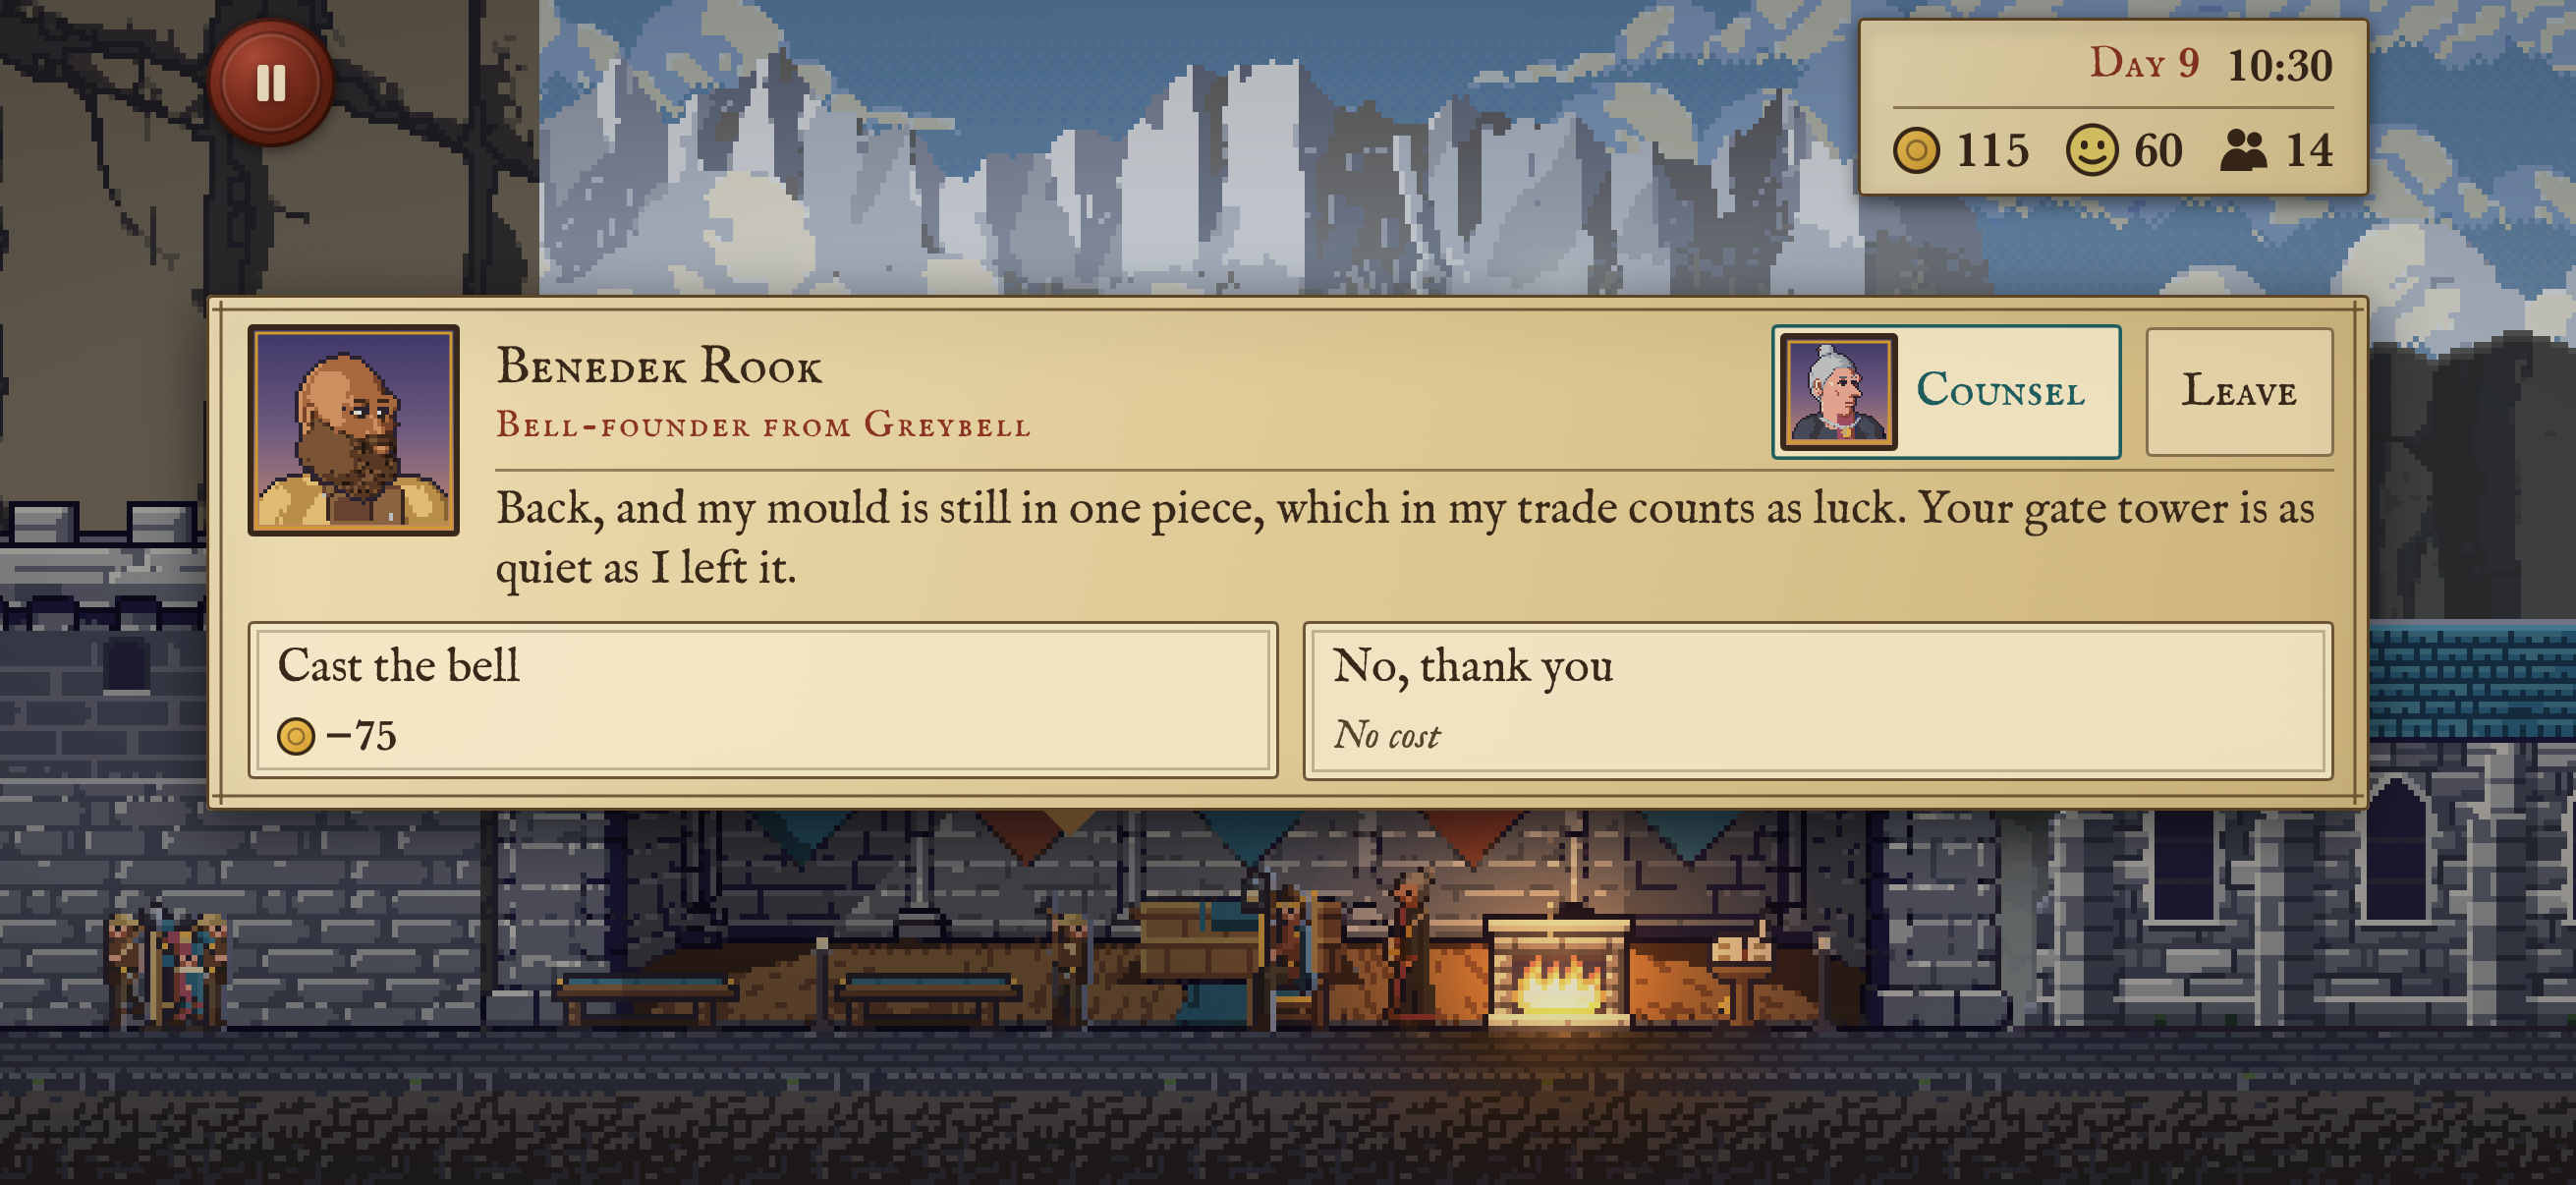 Day 9 10:30
115 60 14
Benedek Rook
Counsel
Leave
Bell-founder from Greybell
Back, and my mould is still in one piece, which in my trade counts as luck. Your gate tower is as
quiet as I left it.
Cast the bell
−75
No, thank you
No cost